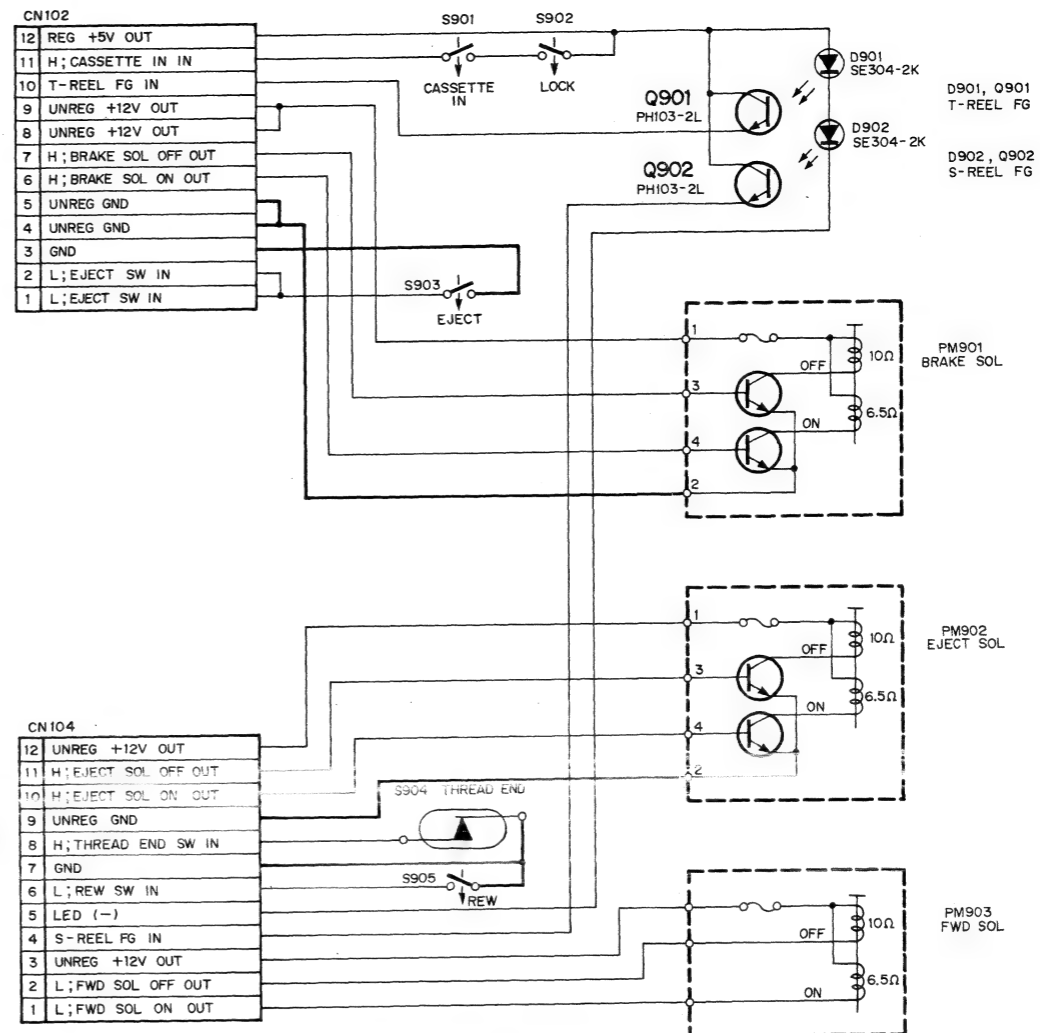 CN102
12 REG +5V OUT
11 H;CASSETTE IN IN
10 T-REEL FG IN
9 UNREG +12V OUT
8 UNREG +12V OUT
7 H;BRAKE SOL OFF OUT
6 H;BRAKE SOL ON OUT
5 UNREG GND
4 UNREG GND
3 GND
2 L;EJECT SW IN
1 L;EJECT SW IN
S901
S902
CASSETTE
IN
LOCK
S903
EJECT
Q901
PH103-2L
Q902
PH103-2L
D901
SE304-2K
D902
SE304-2K
D901, Q901
T-REEL FG
D902, Q902
S-REEL FG
1
3
4
2
OFF
ON
10Ω
6.5Ω
PM901
BRAKE SOL
1
3
4
2
OFF
ON
10Ω
6.5Ω
PM902
EJECT SOL
CN104
12 UNREG +12V OUT
11 H;EJECT SOL OFF OUT
10 H;EJECT SOL ON OUT
9 UNREG GND
8 H;THREAD END SW IN
7 GND
6 L;REW SW IN
5 LED (−)
4 S-REEL FG IN
3 UNREG +12V OUT
2 L;FWD SOL OFF OUT
1 L;FWD SOL ON OUT
S904 THREAD END
S905
REW
OFF
ON
10Ω
6.5Ω
PM903
FWD SOL